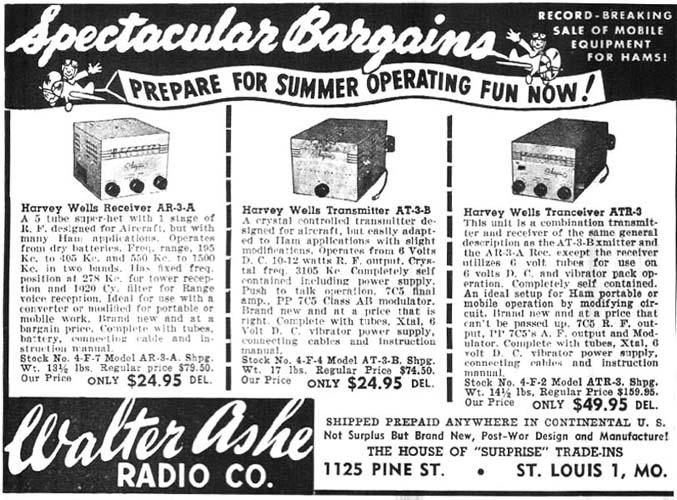 Spectacular Bargains
RECORD-BREAKING
SALE OF MOBILE
EQUIPMENT
FOR HAMS!
PREPARE FOR SUMMER OPERATING FUN NOW!
Harvey Wells Receiver AR-3-A
A 5 tube super-het with 1 stage of
R. F. designed for Aircraft, but with
many Ham applications. Operates
from dry batteries. Freq. range, 195
Kc. to 405 Kc. and 550 Kc. to 1500
Kc. in two bands. Has fixed freq.
position at 278 Kc. for tower recep-
tion and 1020 Cy. filter for Range
voice reception. Ideal for use with a
converter or modified for portable or
mobile work. Brand new and at a
bargain price. Complete with tubes,
battery, connecting cable and in-
struction manual.
Stock No. 4-F-7 Model AR-3-A. Shpg.
Wt. 13½ lbs. Regular price $79.50.
Our Price ONLY $24.95 DEL.
Harvey Wells Transmitter AT-3-B
A crystal controlled transmitter de-
signed for aircraft, but easily adapt-
ed to Ham applications with slight
modifications. Operates from 6 Volts
D. C. 10-12 watts R. F. output, Crys-
tal freq. 3105 Kc. Completely self
contained including power supply.
Push to talk operation, 7C5 final
amp., PP 7C5 Class AB modulator.
Brand new and at a price that is
right. Complete with tubes, Xtal, 6
Volt D. C. vibrator power supply,
connecting cables and instruction
manual.
Stock No. 4-F-4 Model AT-3-B. Shpg.
Wt. 17 lbs. Regular Price $74.50.
Our Price ONLY $24.95 DEL.
Harvey Wells Tranceiver ATR-3
This unit is a combination transmit-
ter and receiver of the same general
description as the AT-3-B xmitter and
the AR-3-A Rec. except the receiver
utilizes 6 volt tubes for use on
6 volts D. C. and vibrator pack op-
eration. Completely self contained.
An ideal setup for Ham portable or
mobile operation by modifying cir-
cuit. Brand new and at a price that
can't be passed up. 7C5 R. F. out-
put, PP 7C5's A. F. output and Mod-
ulator. Complete with tubes, Xtal, 6
volt D. C. vibrator power supply,
connecting cables and instruction
manual.
Stock No. 4-F-2 Model ATR-3. Shpg.
Wt. 14½ lbs. Regular Price $159.95.
Our Price ONLY $49.95 DEL.
Walter Ashe
RADIO CO.
SHIPPED PREPAID ANYWHERE IN CONTINENTAL U. S.
Not Surplus But Brand New, Post-War Design and Manufacture!
THE HOUSE OF "SURPRISE" TRADE-INS
1125 PINE ST. • ST. LOUIS 1, MO.